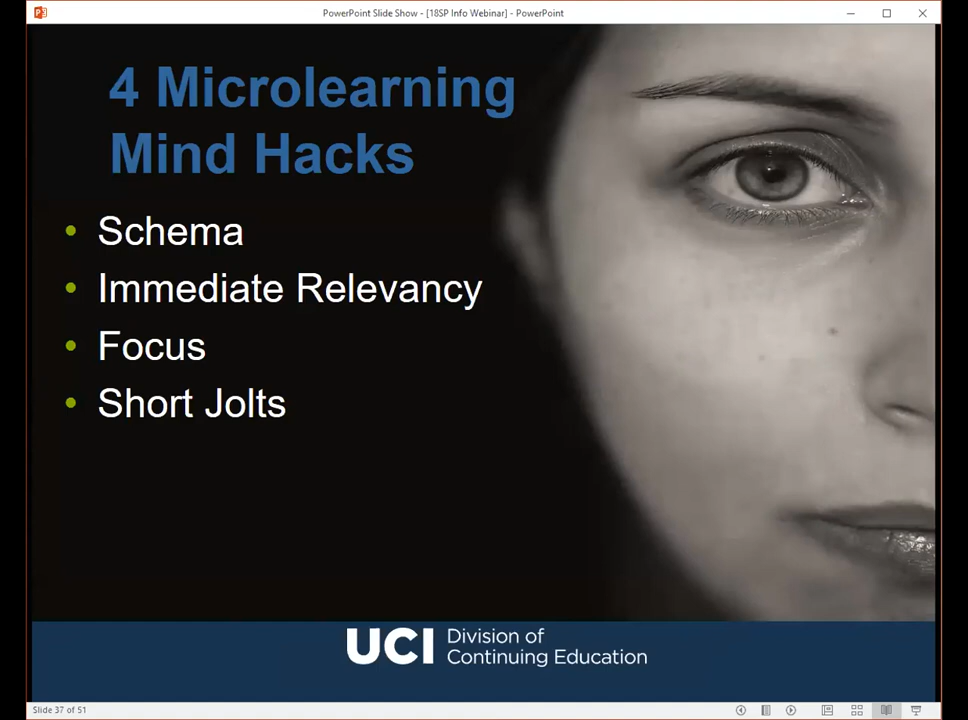 PowerPoint Slide Show - [18SP Info Webinar] - PowerPoint
4 Microlearning
Mind Hacks
• Schema
• Immediate Relevancy
• Focus
• Short Jolts
UCI
Division of
Continuing Education
Slide 37 of 51